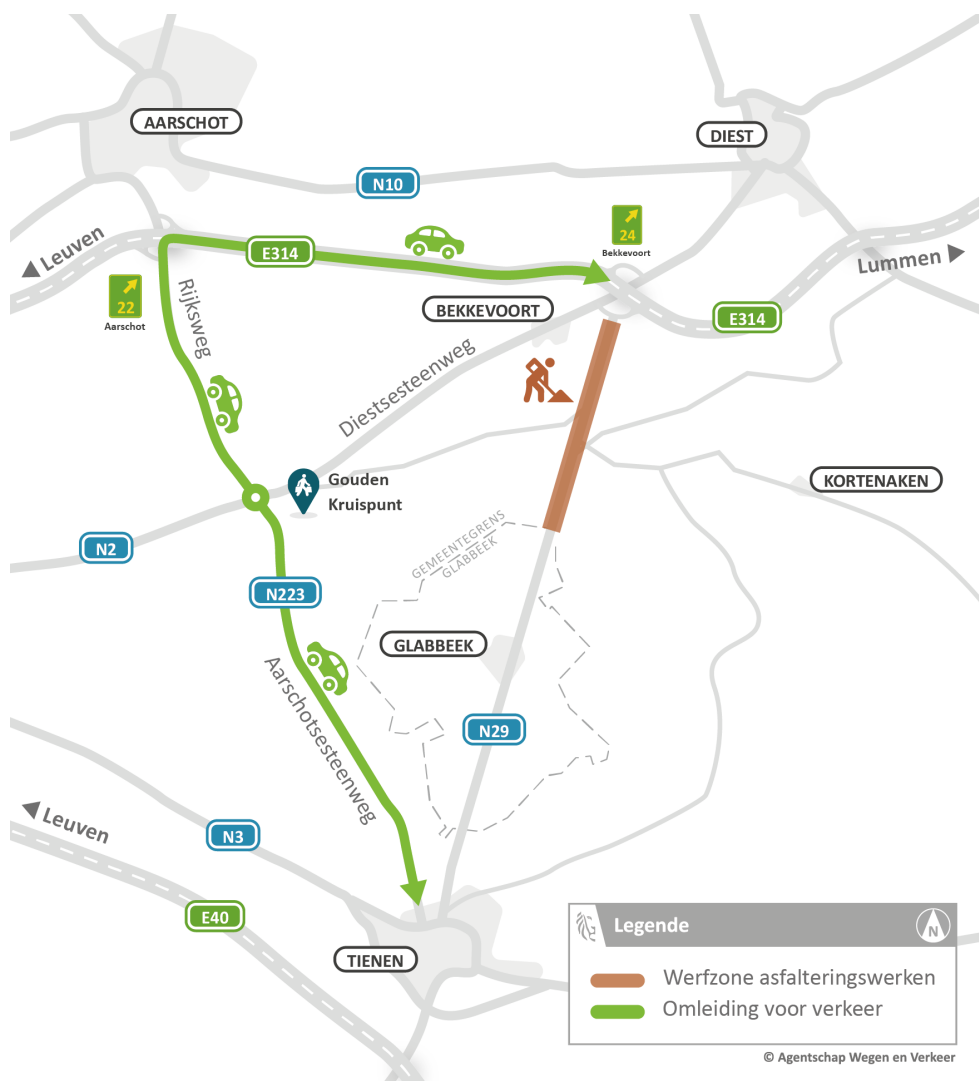 AARSCHOT
DIEST
N10
Leuven
E314
24
Bekkevoort
Lummen
22
Aarschot
Rijksweg
BEKKEVOORT
E314
Diestsesteenweg
Gouden
Kruispunt
KORTENAKEN
N2
GEMEENTEGRENS
GLABBEEK
N223
GLABBEEK
Aarschotsesteenweg
N29
Leuven
N3
E40
TIENEN
Legende
N
Werfzone asfalteringswerken
Omleiding voor verkeer
© Agentschap Wegen en Verkeer